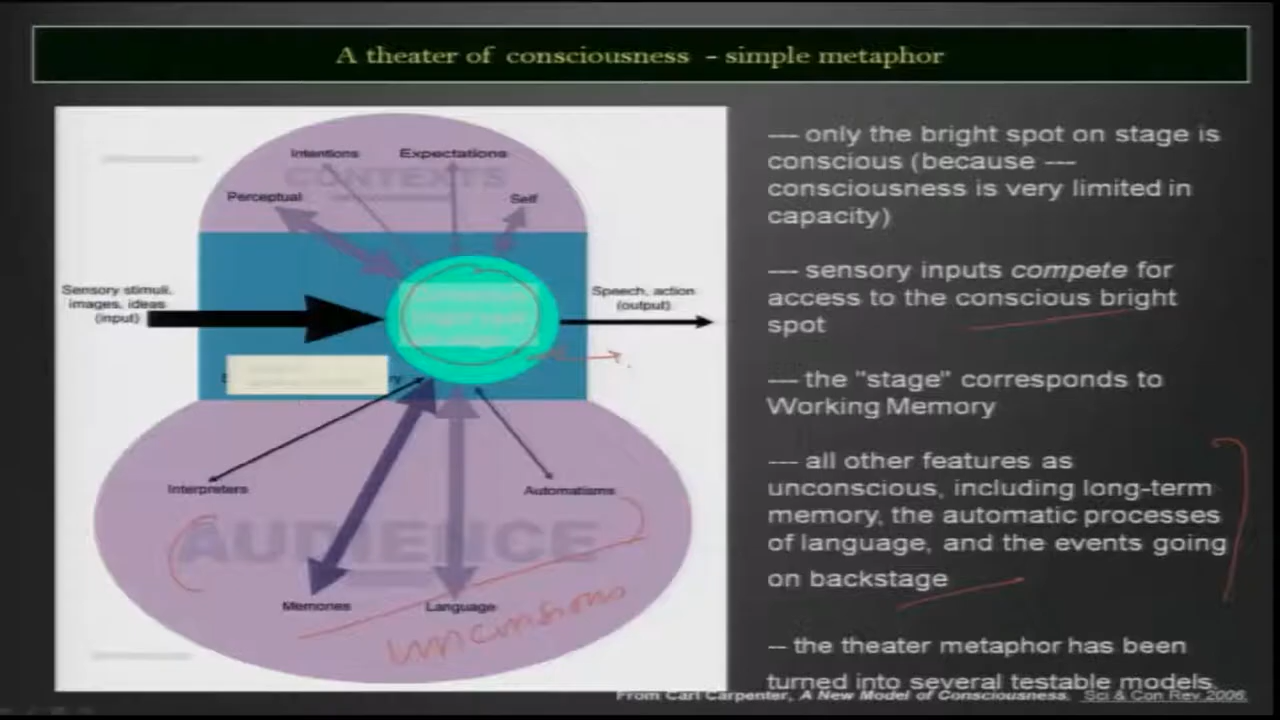 A theater of consciousness - simple metaphor
Intentions
Expectations
CONTEXTS
Perceptual
Self
Sensory stimuli,
images, ideas
(input)
Speech, action
(output)
Interpreters
Automatisms
AUDIENCE
Memories
Language
--- only the bright spot on stage is
conscious (because ---
consciousness is very limited in
capacity)
--- sensory inputs compete for
access to the conscious bright
spot
--- the "stage" corresponds to
Working Memory
--- all other features as
unconscious, including long-term
memory, the automatic processes
of language, and the events going
on backstage
-- the theater metaphor has been
turned into several testable models.
From Carl Carpenter, A New Model of Consciousness. Sci & Con Rev 2006.